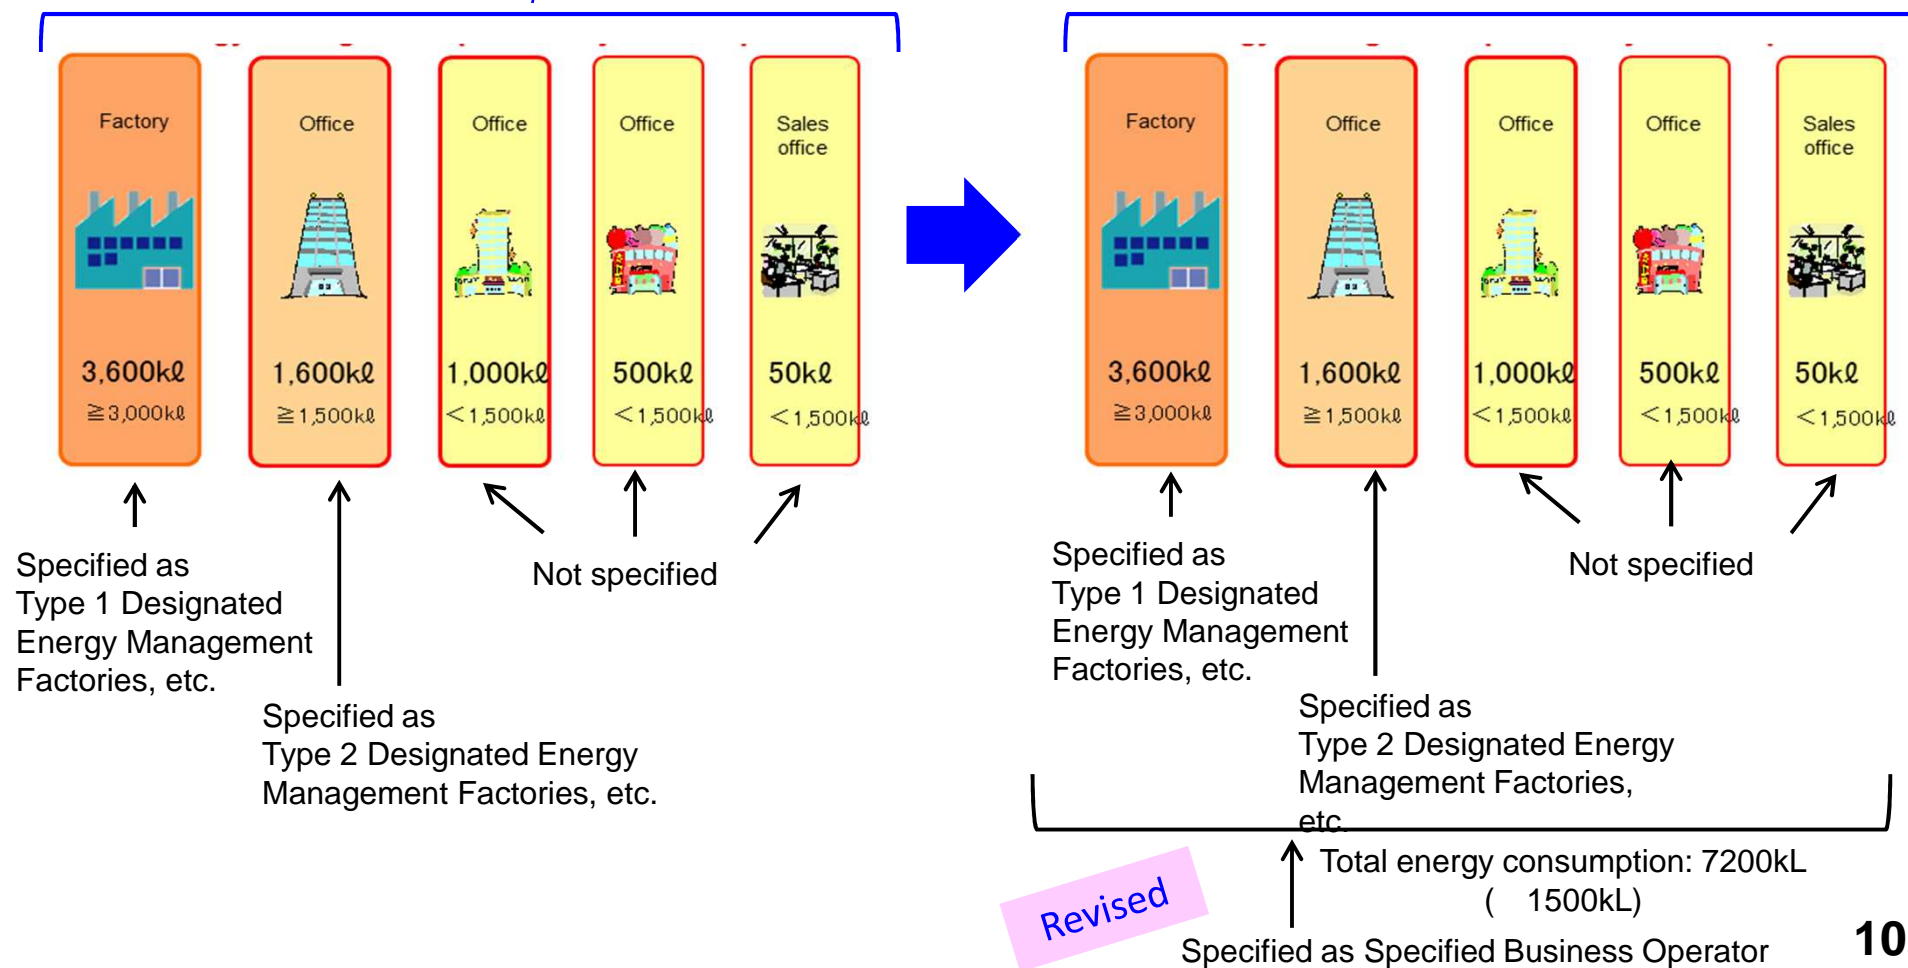 Factory
Office
Office
Office
Sales
office
3,600kℓ
1,600kℓ
1,000kℓ
500kℓ
50kℓ
≧3,000kℓ
≧1,500kℓ
＜1,500kℓ
＜1,500kℓ
＜1,500kℓ
Specified as
Type 1 Designated
Energy Management
Factories, etc.
Not specified
Specified as
Type 2 Designated Energy
Management Factories, etc.
Factory
Office
Office
Office
Sales
office
3,600kℓ
1,600kℓ
1,000kℓ
500kℓ
50kℓ
≧3,000kℓ
≧1,500kℓ
＜1,500kℓ
＜1,500kℓ
＜1,500kℓ
Specified as
Type 1 Designated
Energy Management
Factories, etc.
Not specified
Specified as
Type 2 Designated Energy
Management Factories,
etc.
Total energy consumption: 7200kL
( 1500kL)
Revised
Specified as Specified Business Operator
10